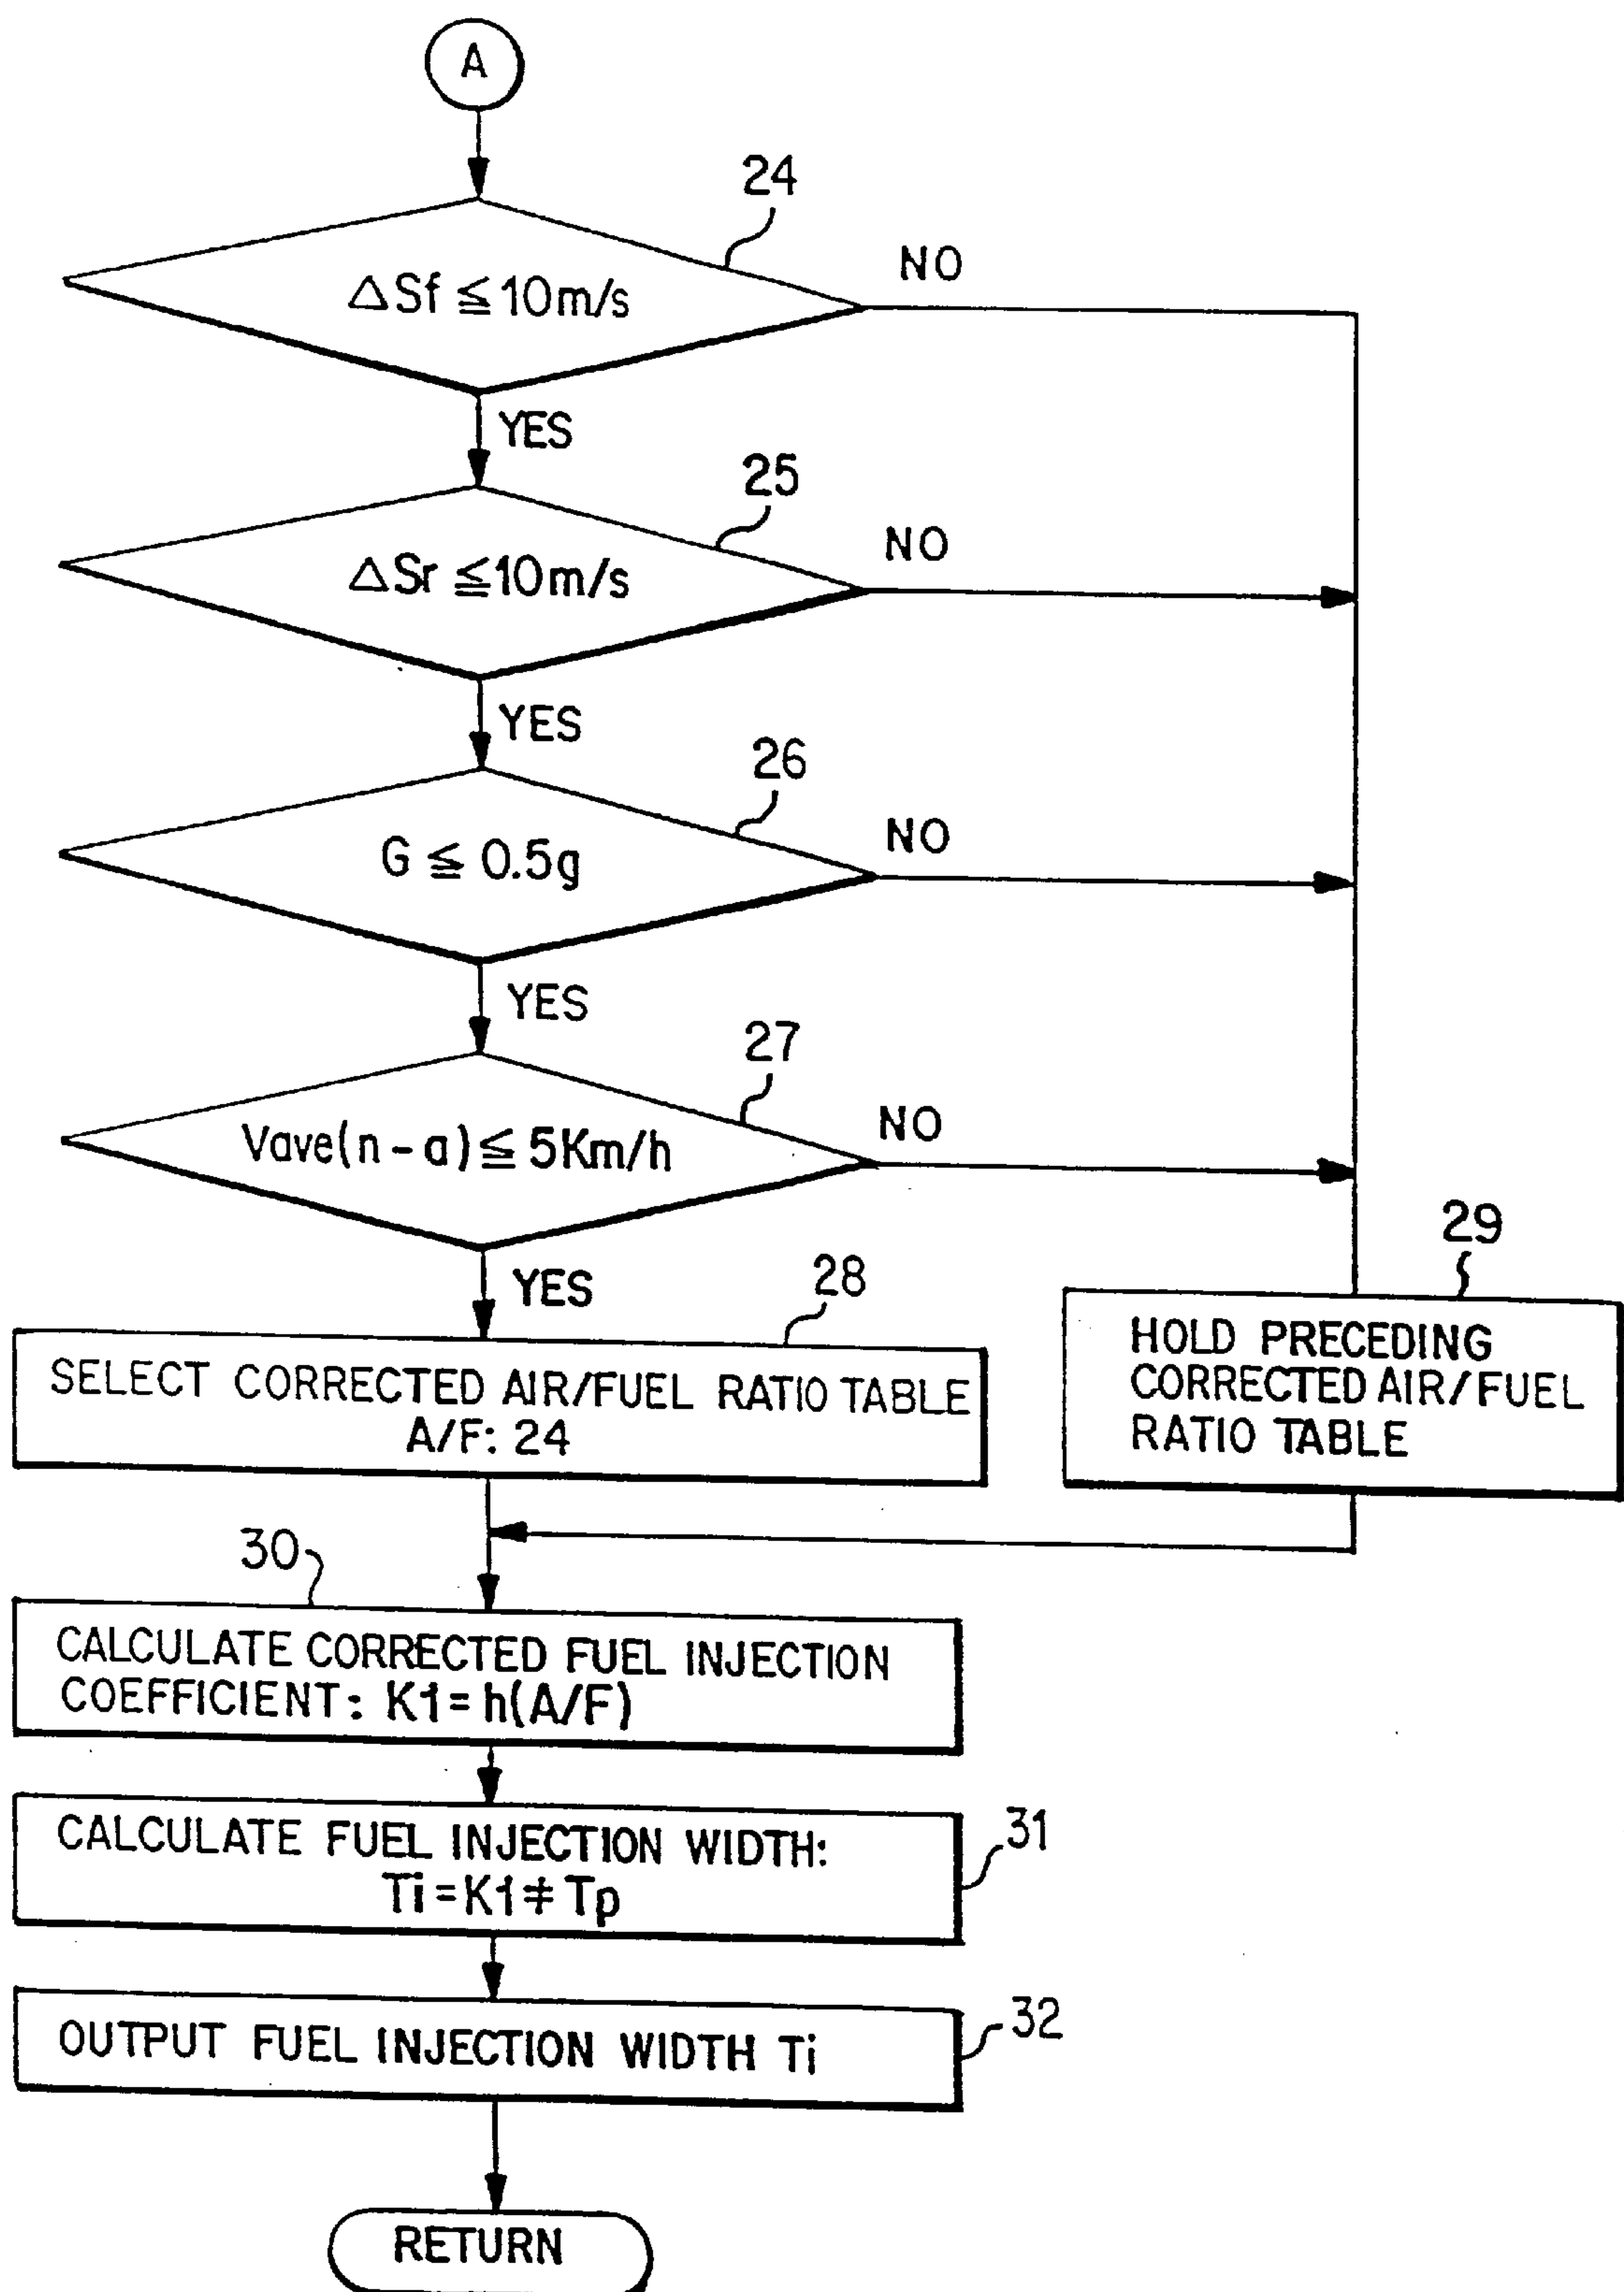 A
24
ΔSf ≦ 10m/s
NO
YES
25
ΔSr ≦ 10m/s
NO
YES
26
G ≦ 0.5g
NO
YES
27
Vave(n-a) ≦ 5Km/h
NO
YES
28
SELECT CORRECTED AIR/FUEL RATIO TABLE
A/F: 24
29
HOLD PRECEDING
CORRECTED AIR/FUEL
RATIO TABLE
30
CALCULATE CORRECTED FUEL INJECTION
COEFFICIENT: K1 = h(A/F)
CALCULATE FUEL INJECTION WIDTH:
Ti = K1 ⧧ Tp
31
OUTPUT FUEL INJECTION WIDTH Ti
32
RETURN